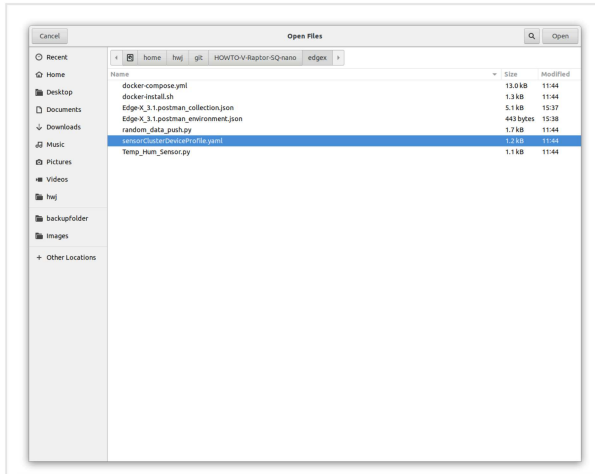 Cancel Open Files Open
Recent
Home
Desktop
Documents
Downloads
Music
Pictures
Videos
hwj
backupfolder
Images
+ Other Locations
home hwj git HOWTO-V-Raptor-SQ-nano edgex
Name Size Modified
docker-compose.yml 13.0 kB 11:44
docker-install.sh 1.3 kB 11:44
Edge-X_3.1.postman_collection.json 5.1 kB 15:37
Edge-X_3.1.postman_environment.json 443 bytes 15:38
random_data_push.py 1.7 kB 11:44
sensorClusterDeviceProfile.yaml 1.2 kB 11:44
Temp_Hum_Sensor.py 1.1 kB 11:44